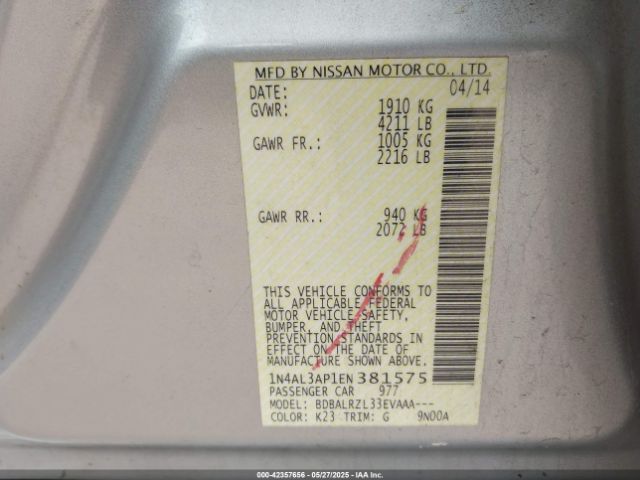 MFD BY NISSAN MOTOR CO., LTD.
DATE: 04/14
GVWR: 1910 KG
4211 LB
GAWR FR.: 1005 KG
2216 LB
GAWR RR.: 940 KG
2072 LB
THIS VEHICLE CONFORMS TO
ALL APPLICABLE FEDERAL
MOTOR VEHICLE SAFETY,
BUMPER, AND THEFT
PREVENTION STANDARDS IN
EFFECT ON THE DATE OF
MANUFACTURE SHOWN ABOVE.
1N4AL3AP1EN381575
PASSENGER CAR 977
MODEL: BDBALRZL33EVAAA---
COLOR: K23 TRIM: G 9N00A
000-42357656 - 05/27/2025 - IAAI.COM